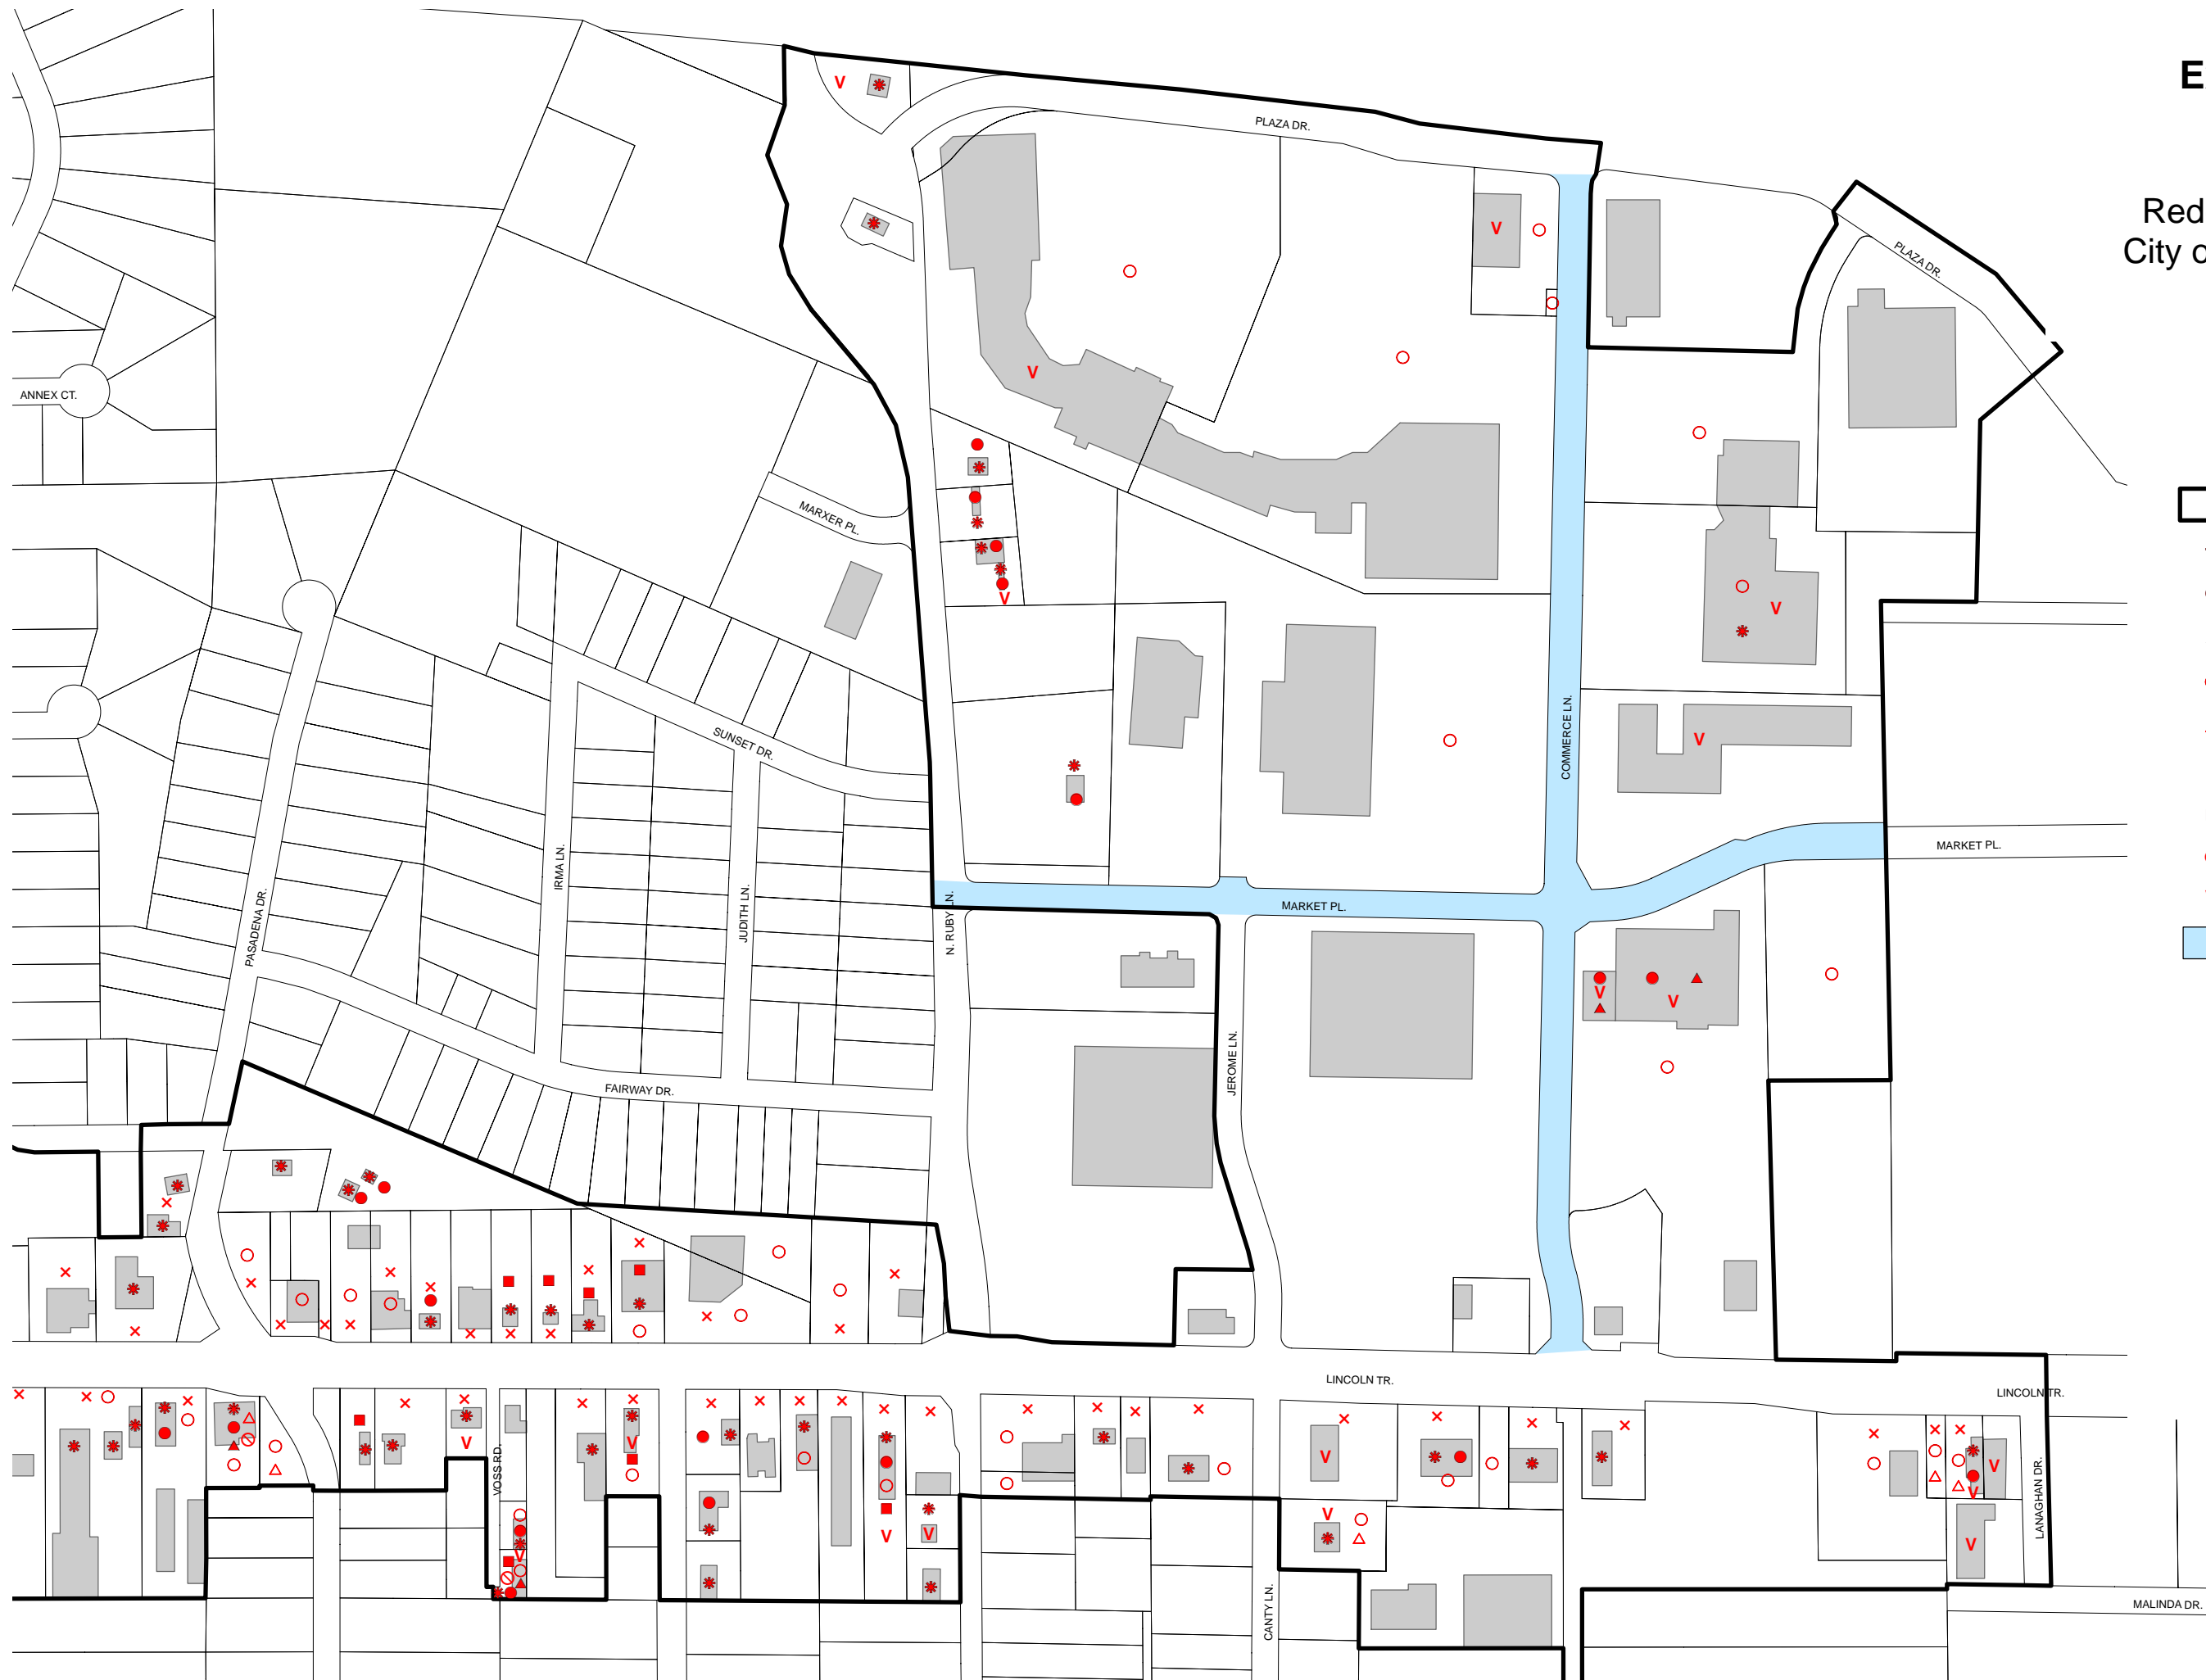 E
PLAZA DR.
Red
City o
PLAZA DR.
ANNEX CT.
MARXER PL.
SUNSET DR.
COMMERCE LN.
MARKET PL.
IRMA LN.
JUDITH LN.
PASADENA DR.
N. RUBY LN.
MARKET PL.
JEROME LN.
FAIRWAY DR.
LINCOLN TR.
LINCOLN TR.
VOSS RD.
LANAGHAN DR.
CANTY LN.
MALINDA DR.